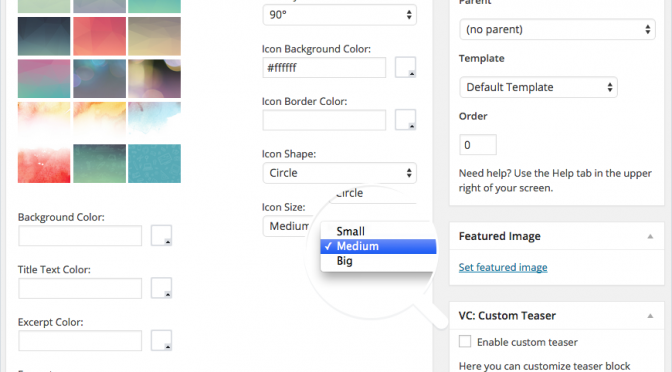 90°
Icon Background Color:
#ffffff
Icon Border Color:
Icon Shape:
Circle
Circle
Icon Size:
Medium
Small
✓ Medium
Big
Background Color:
Title Text Color:
Excerpt Color:
Parent
(no parent)
Template
Default Template
Order
0
Need help? Use the Help tab in the upper
right of your screen.
Featured Image
Set featured image
VC: Custom Teaser
Enable custom teaser
Here you can customize teaser block